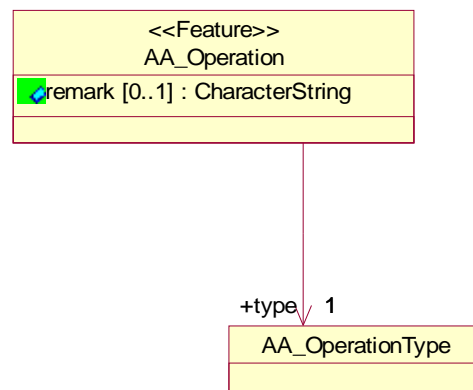 <<Feature>>
AA_Operation
remark [0..1] : CharacterString
+type 1
AA_OperationType